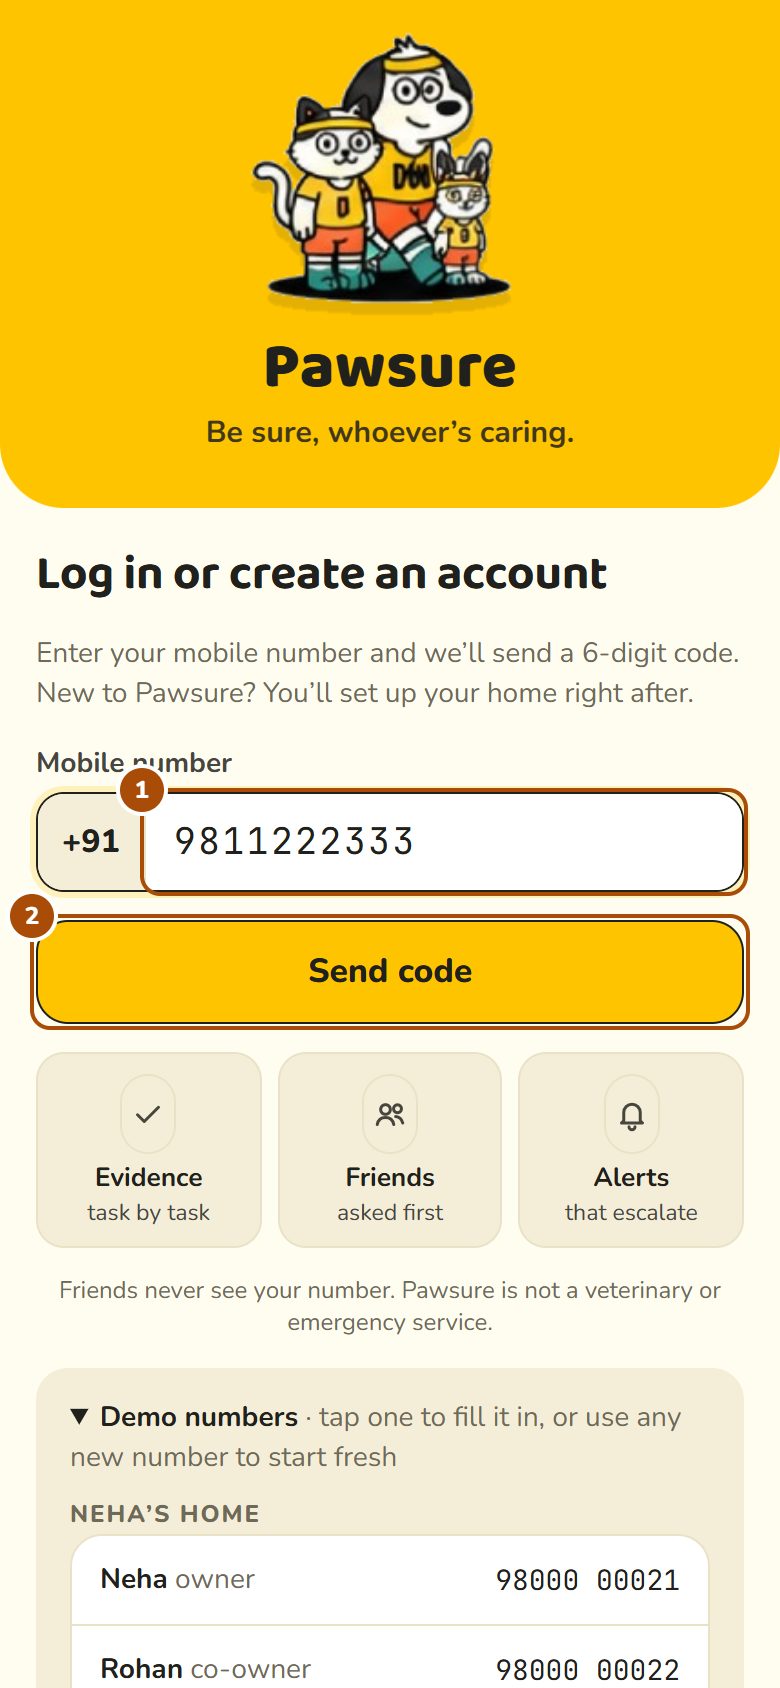 Pawsure
Be sure, whoever’s caring.
Log in or create an account
Enter your mobile number and we’ll send a 6-digit code.
New to Pawsure? You’ll set up your home right after.
Mobile number
1
+91 9811222333
2
Send code
Evidence
task by task
Friends
asked first
Alerts
that escalate
Friends never see your number. Pawsure is not a veterinary or
emergency service.
▼ Demo numbers · tap one to fill it in, or use any
new number to start fresh
NEHA’S HOME
Neha owner 98000 00021
Rohan co-owner 98000 00022